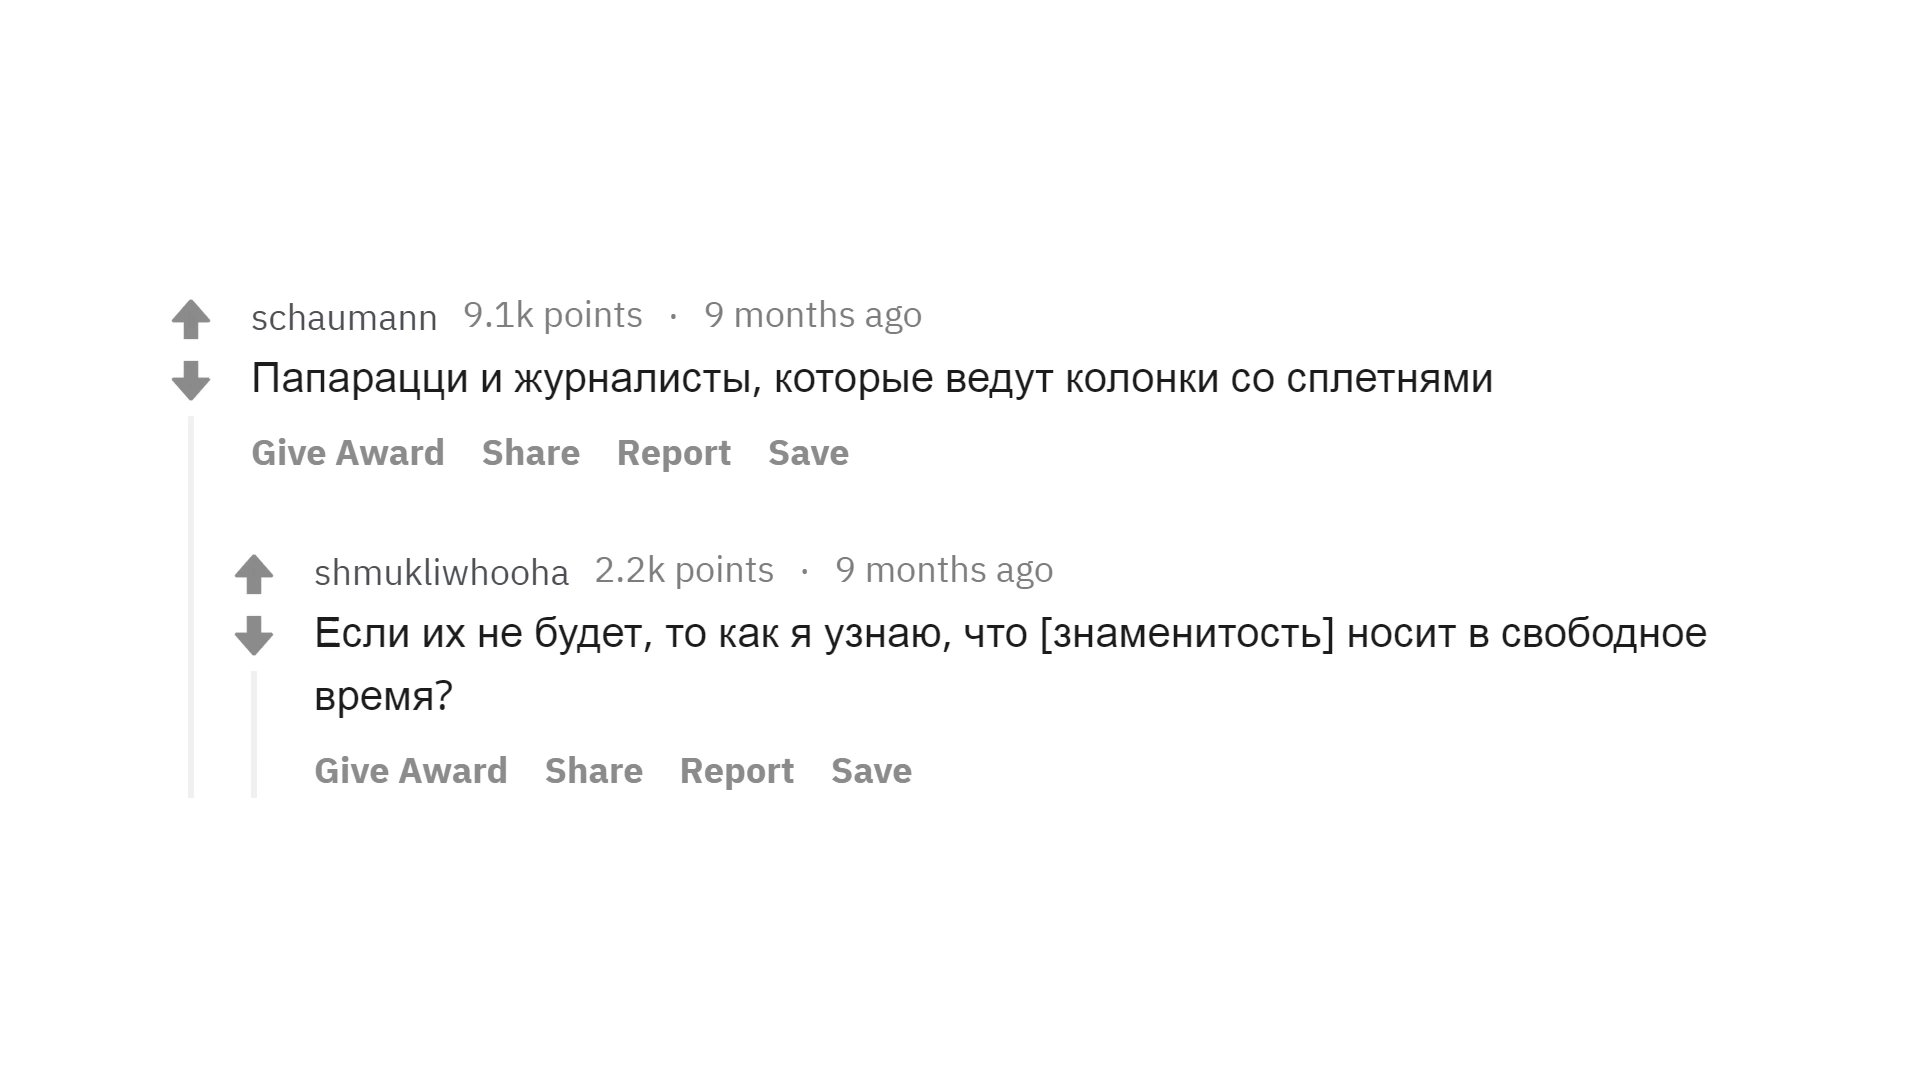 schaumann 9.1k points · 9 months ago
Папарацци и журналисты, которые ведут колонки со сплетнями
Give Award Share Report Save
shmukliwhooha 2.2k points · 9 months ago
Если их не будет, то как я узнаю, что [знаменитость] носит в свободное
время?
Give Award Share Report Save